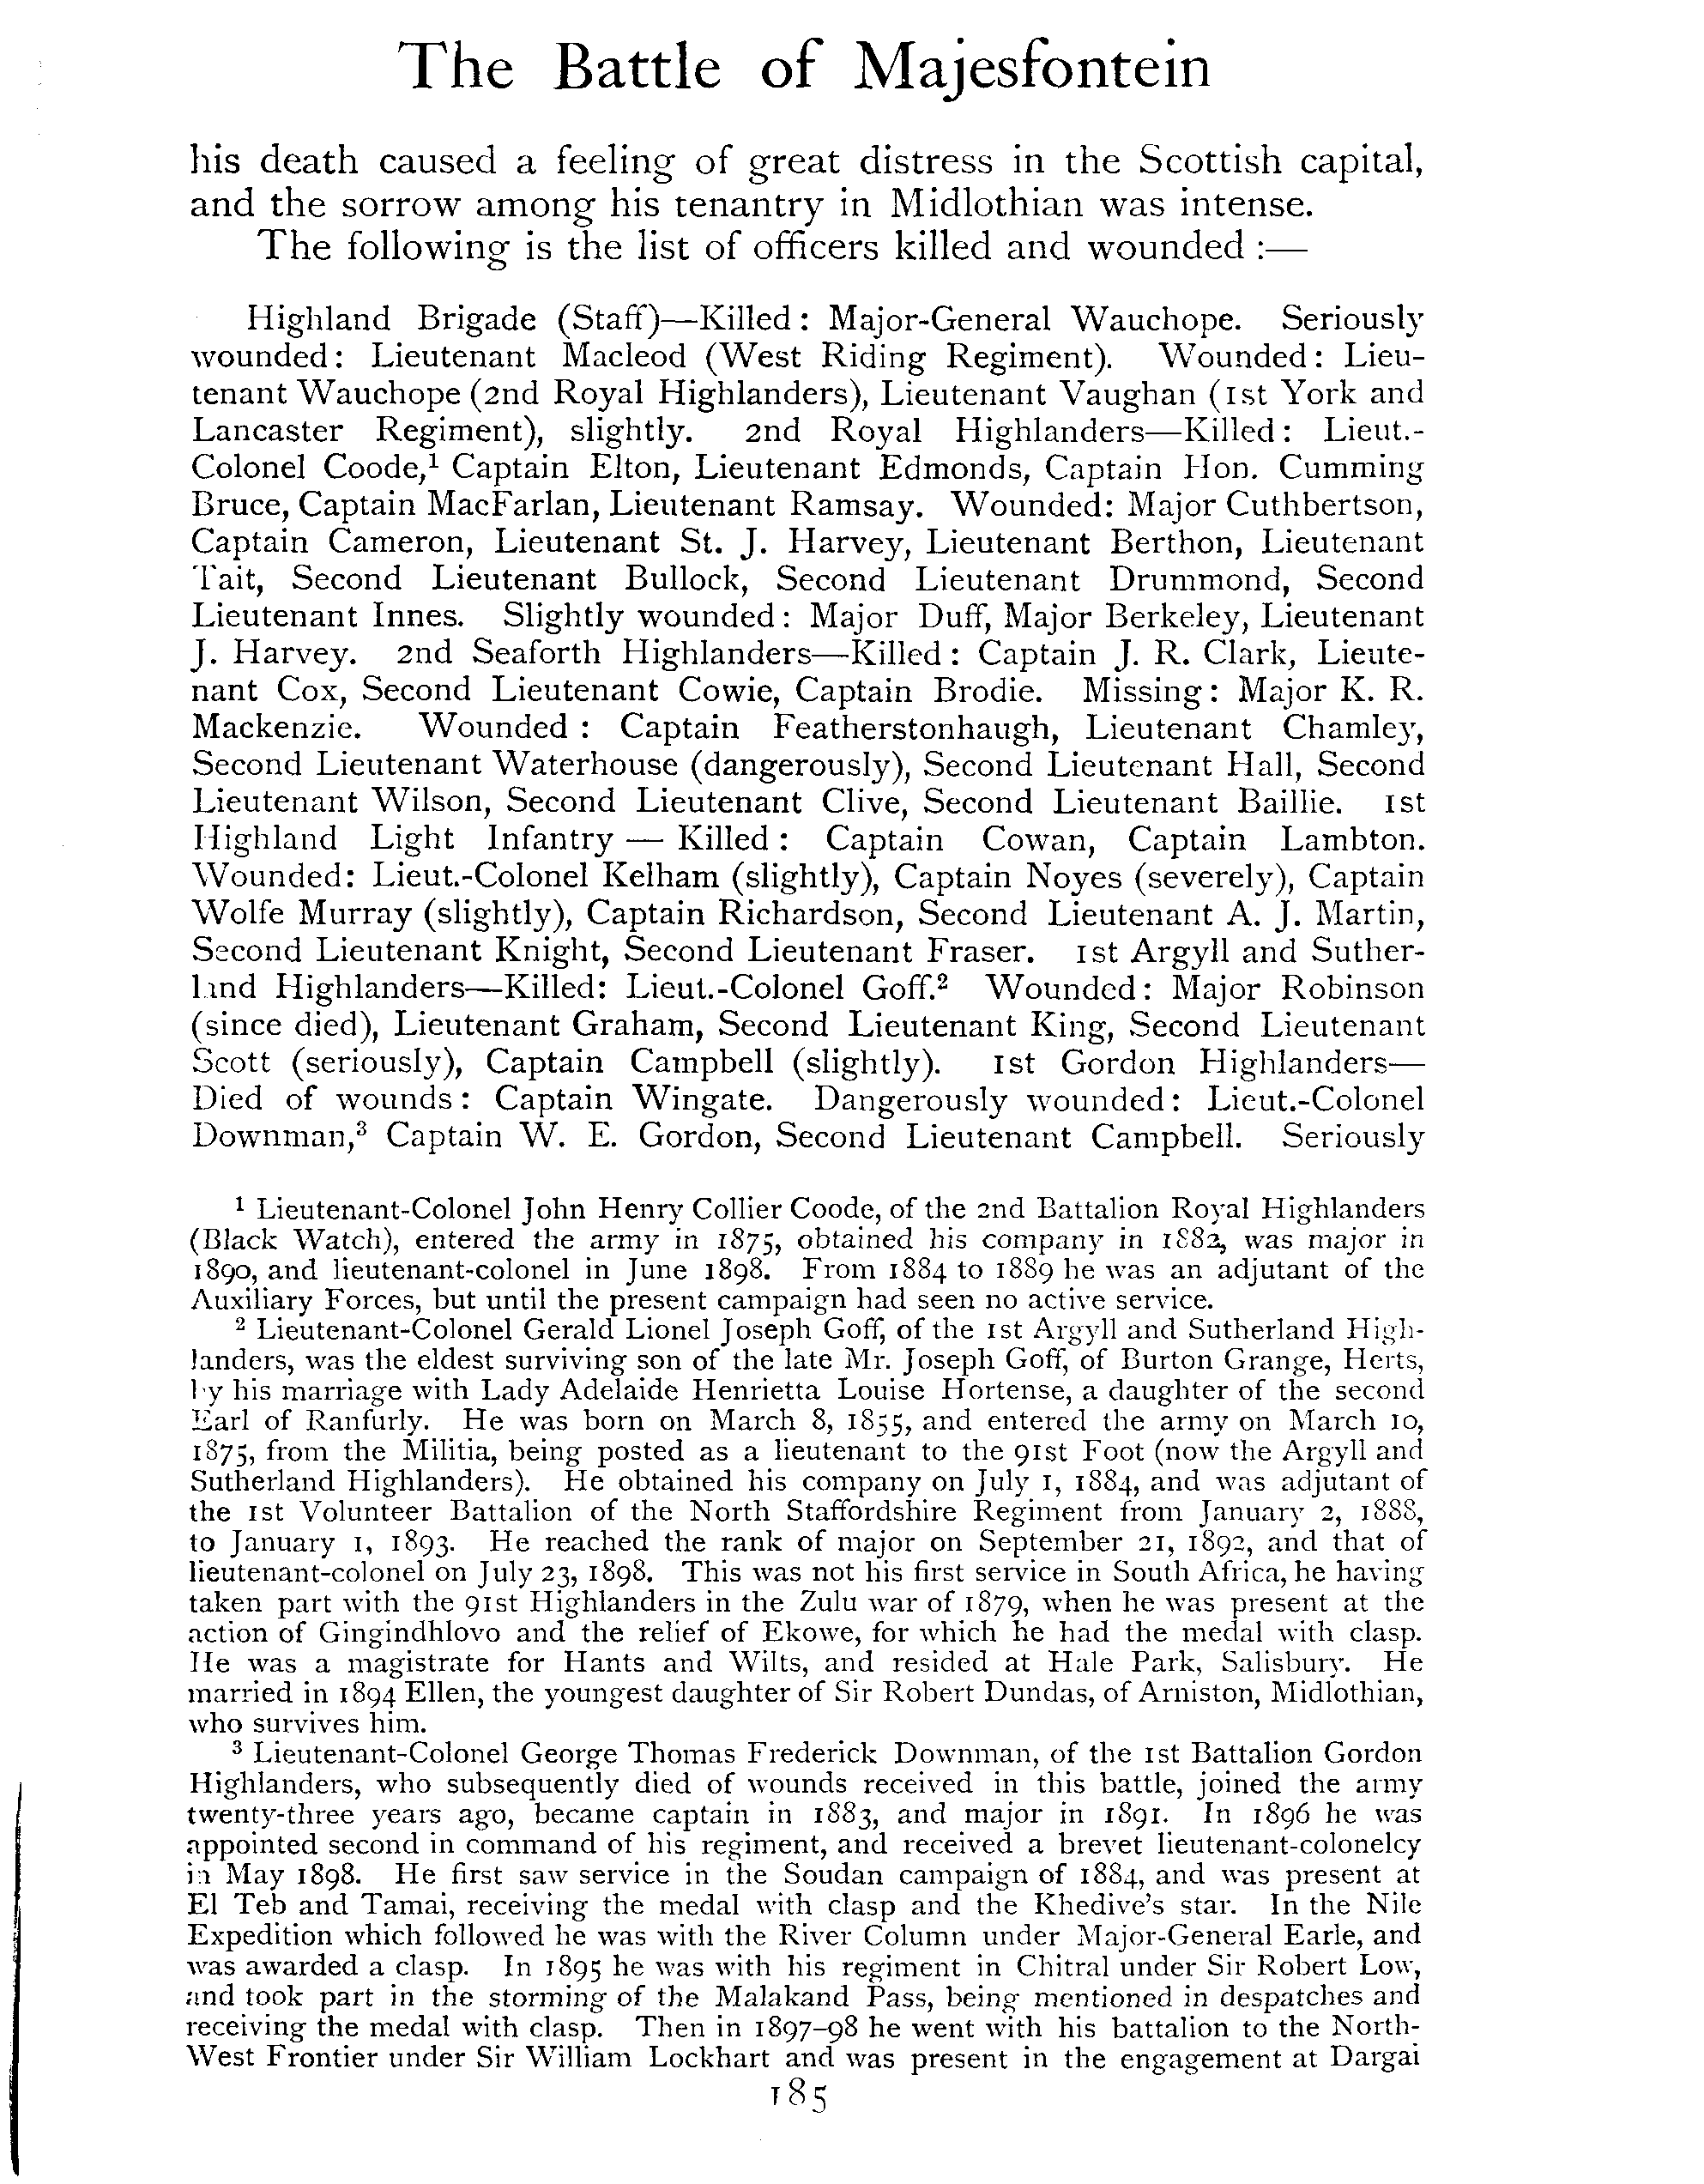 The Battle of Majesfontein
his death caused a feeling of great distress in the Scottish capital,
and the sorrow among his tenantry in Midlothian was intense.
The following is the list of officers killed and wounded :—
Highland Brigade (Staff)—Killed : Major-General Wauchope. Seriously
wounded : Lieutenant Macleod (West Riding Regiment). Wounded : Lieu-
tenant Wauchope (2nd Royal Highlanders), Lieutenant Vaughan (1st York and
Lancaster Regiment), slightly. 2nd Royal Highlanders—Killed : Lieut.-
Colonel Coode,¹ Captain Elton, Lieutenant Edmonds, Captain Hon. Cumming
Bruce, Captain MacFarlan, Lieutenant Ramsay. Wounded: Major Cuthbertson,
Captain Cameron, Lieutenant St. J. Harvey, Lieutenant Berthon, Lieutenant
Tait, Second Lieutenant Bullock, Second Lieutenant Drummond, Second
Lieutenant Innes. Slightly wounded : Major Duff, Major Berkeley, Lieutenant
J. Harvey. 2nd Seaforth Highlanders—Killed : Captain J. R. Clark, Lieute-
nant Cox, Second Lieutenant Cowie, Captain Brodie. Missing : Major K. R.
Mackenzie. Wounded : Captain Featherstonhaugh, Lieutenant Chamley,
Second Lieutenant Waterhouse (dangerously), Second Lieutenant Hall, Second
Lieutenant Wilson, Second Lieutenant Clive, Second Lieutenant Baillie. 1st
Highland Light Infantry — Killed : Captain Cowan, Captain Lambton.
Wounded: Lieut.-Colonel Kelham (slightly), Captain Noyes (severely), Captain
Wolfe Murray (slightly), Captain Richardson, Second Lieutenant A. J. Martin,
Second Lieutenant Knight, Second Lieutenant Fraser. 1st Argyll and Suther-
land Highlanders—Killed: Lieut.-Colonel Goff.² Wounded: Major Robinson
(since died), Lieutenant Graham, Second Lieutenant King, Second Lieutenant
Scott (seriously), Captain Campbell (slightly). 1st Gordon Highlanders—
Died of wounds : Captain Wingate. Dangerously wounded : Lieut.-Colonel
Downman,³ Captain W. E. Gordon, Second Lieutenant Campbell. Seriously
¹ Lieutenant-Colonel John Henry Collier Coode, of the 2nd Battalion Royal Highlanders
(Black Watch), entered the army in 1875, obtained his company in 1882, was major in
1890, and lieutenant-colonel in June 1898. From 1884 to 1889 he was an adjutant of the
Auxiliary Forces, but until the present campaign had seen no active service.
² Lieutenant-Colonel Gerald Lionel Joseph Goff, of the 1st Argyll and Sutherland High-
landers, was the eldest surviving son of the late Mr. Joseph Goff, of Burton Grange, Herts,
by his marriage with Lady Adelaide Henrietta Louise Hortense, a daughter of the second
Earl of Ranfurly. He was born on March 8, 1855, and entered the army on March 10,
1875, from the Militia, being posted as a lieutenant to the 91st Foot (now the Argyll and
Sutherland Highlanders). He obtained his company on July 1, 1884, and was adjutant of
the 1st Volunteer Battalion of the North Staffordshire Regiment from January 2, 1888,
to January 1, 1893. He reached the rank of major on September 21, 1892, and that of
lieutenant-colonel on July 23, 1898. This was not his first service in South Africa, he having
taken part with the 91st Highlanders in the Zulu war of 1879, when he was present at the
action of Gingindhlovo and the relief of Ekowe, for which he had the medal with clasp.
He was a magistrate for Hants and Wilts, and resided at Hale Park, Salisbury. He
married in 1894 Ellen, the youngest daughter of Sir Robert Dundas, of Arniston, Midlothian,
who survives him.
³ Lieutenant-Colonel George Thomas Frederick Downman, of the 1st Battalion Gordon
Highlanders, who subsequently died of wounds received in this battle, joined the army
twenty-three years ago, became captain in 1883, and major in 1891. In 1896 he was
appointed second in command of his regiment, and received a brevet lieutenant-colonelcy
in May 1898. He first saw service in the Soudan campaign of 1884, and was present at
El Teb and Tamai, receiving the medal with clasp and the Khedive's star. In the Nile
Expedition which followed he was with the River Column under Major-General Earle, and
was awarded a clasp. In 1895 he was with his regiment in Chitral under Sir Robert Low,
and took part in the storming of the Malakand Pass, being mentioned in despatches and
receiving the medal with clasp. Then in 1897–98 he went with his battalion to the North-
West Frontier under Sir William Lockhart and was present in the engagement at Dargai
185